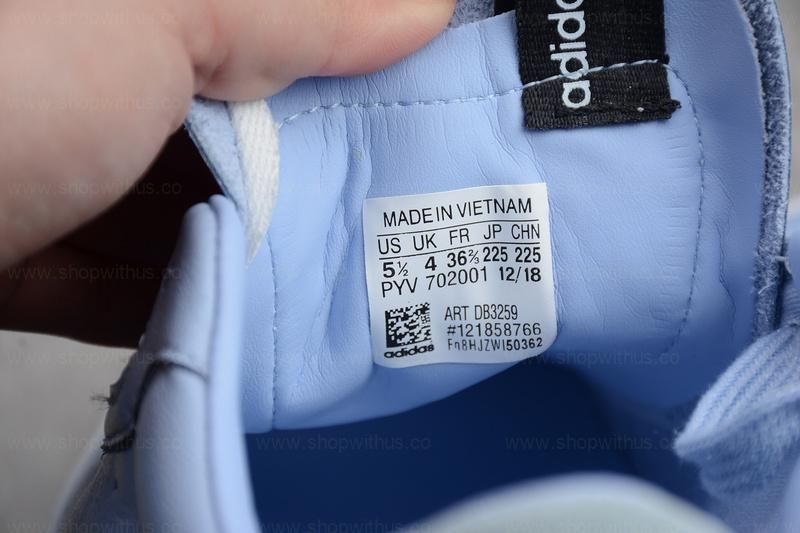 adidas
MADE IN VIETNAM
US UK FR JP CHN
5½ 4 36⅔ 225 225
PYV 702001 12/18
ART DB3259
#121858766
Fn8HJZWI50362
adidas
www.shopwithus.co